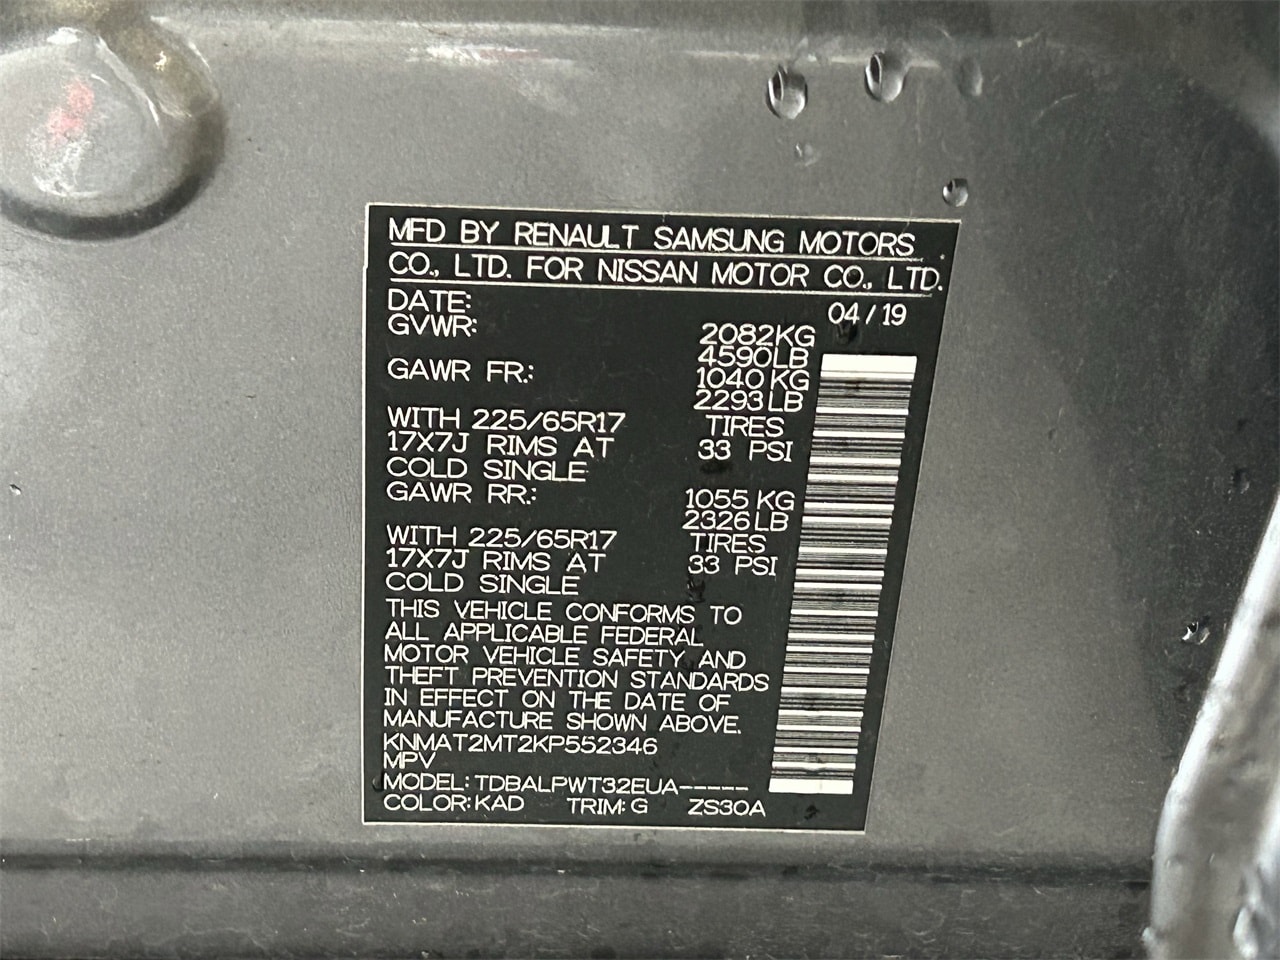 MFD BY RENAULT SAMSUNG MOTORS
CO., LTD. FOR NISSAN MOTOR CO., LTD.
DATE: 04/19
GVWR: 2082KG
4590LB
GAWR FR.: 1040KG
2293LB
WITH 225/65R17 TIRES
17X7J RIMS AT 33 PSI
COLD SINGLE
GAWR RR.: 1055KG
2326LB
WITH 225/65R17 TIRES
17X7J RIMS AT 33 PSI
COLD SINGLE
THIS VEHICLE CONFORMS TO
ALL APPLICABLE FEDERAL
MOTOR VEHICLE SAFETY AND
THEFT PREVENTION STANDARDS
IN EFFECT ON THE DATE OF
MANUFACTURE SHOWN ABOVE.
KNMAT2MT2KP552346
MPV
MODEL: TDBALPWT32EUA-----
COLOR: KAD TRIM: G ZS30A